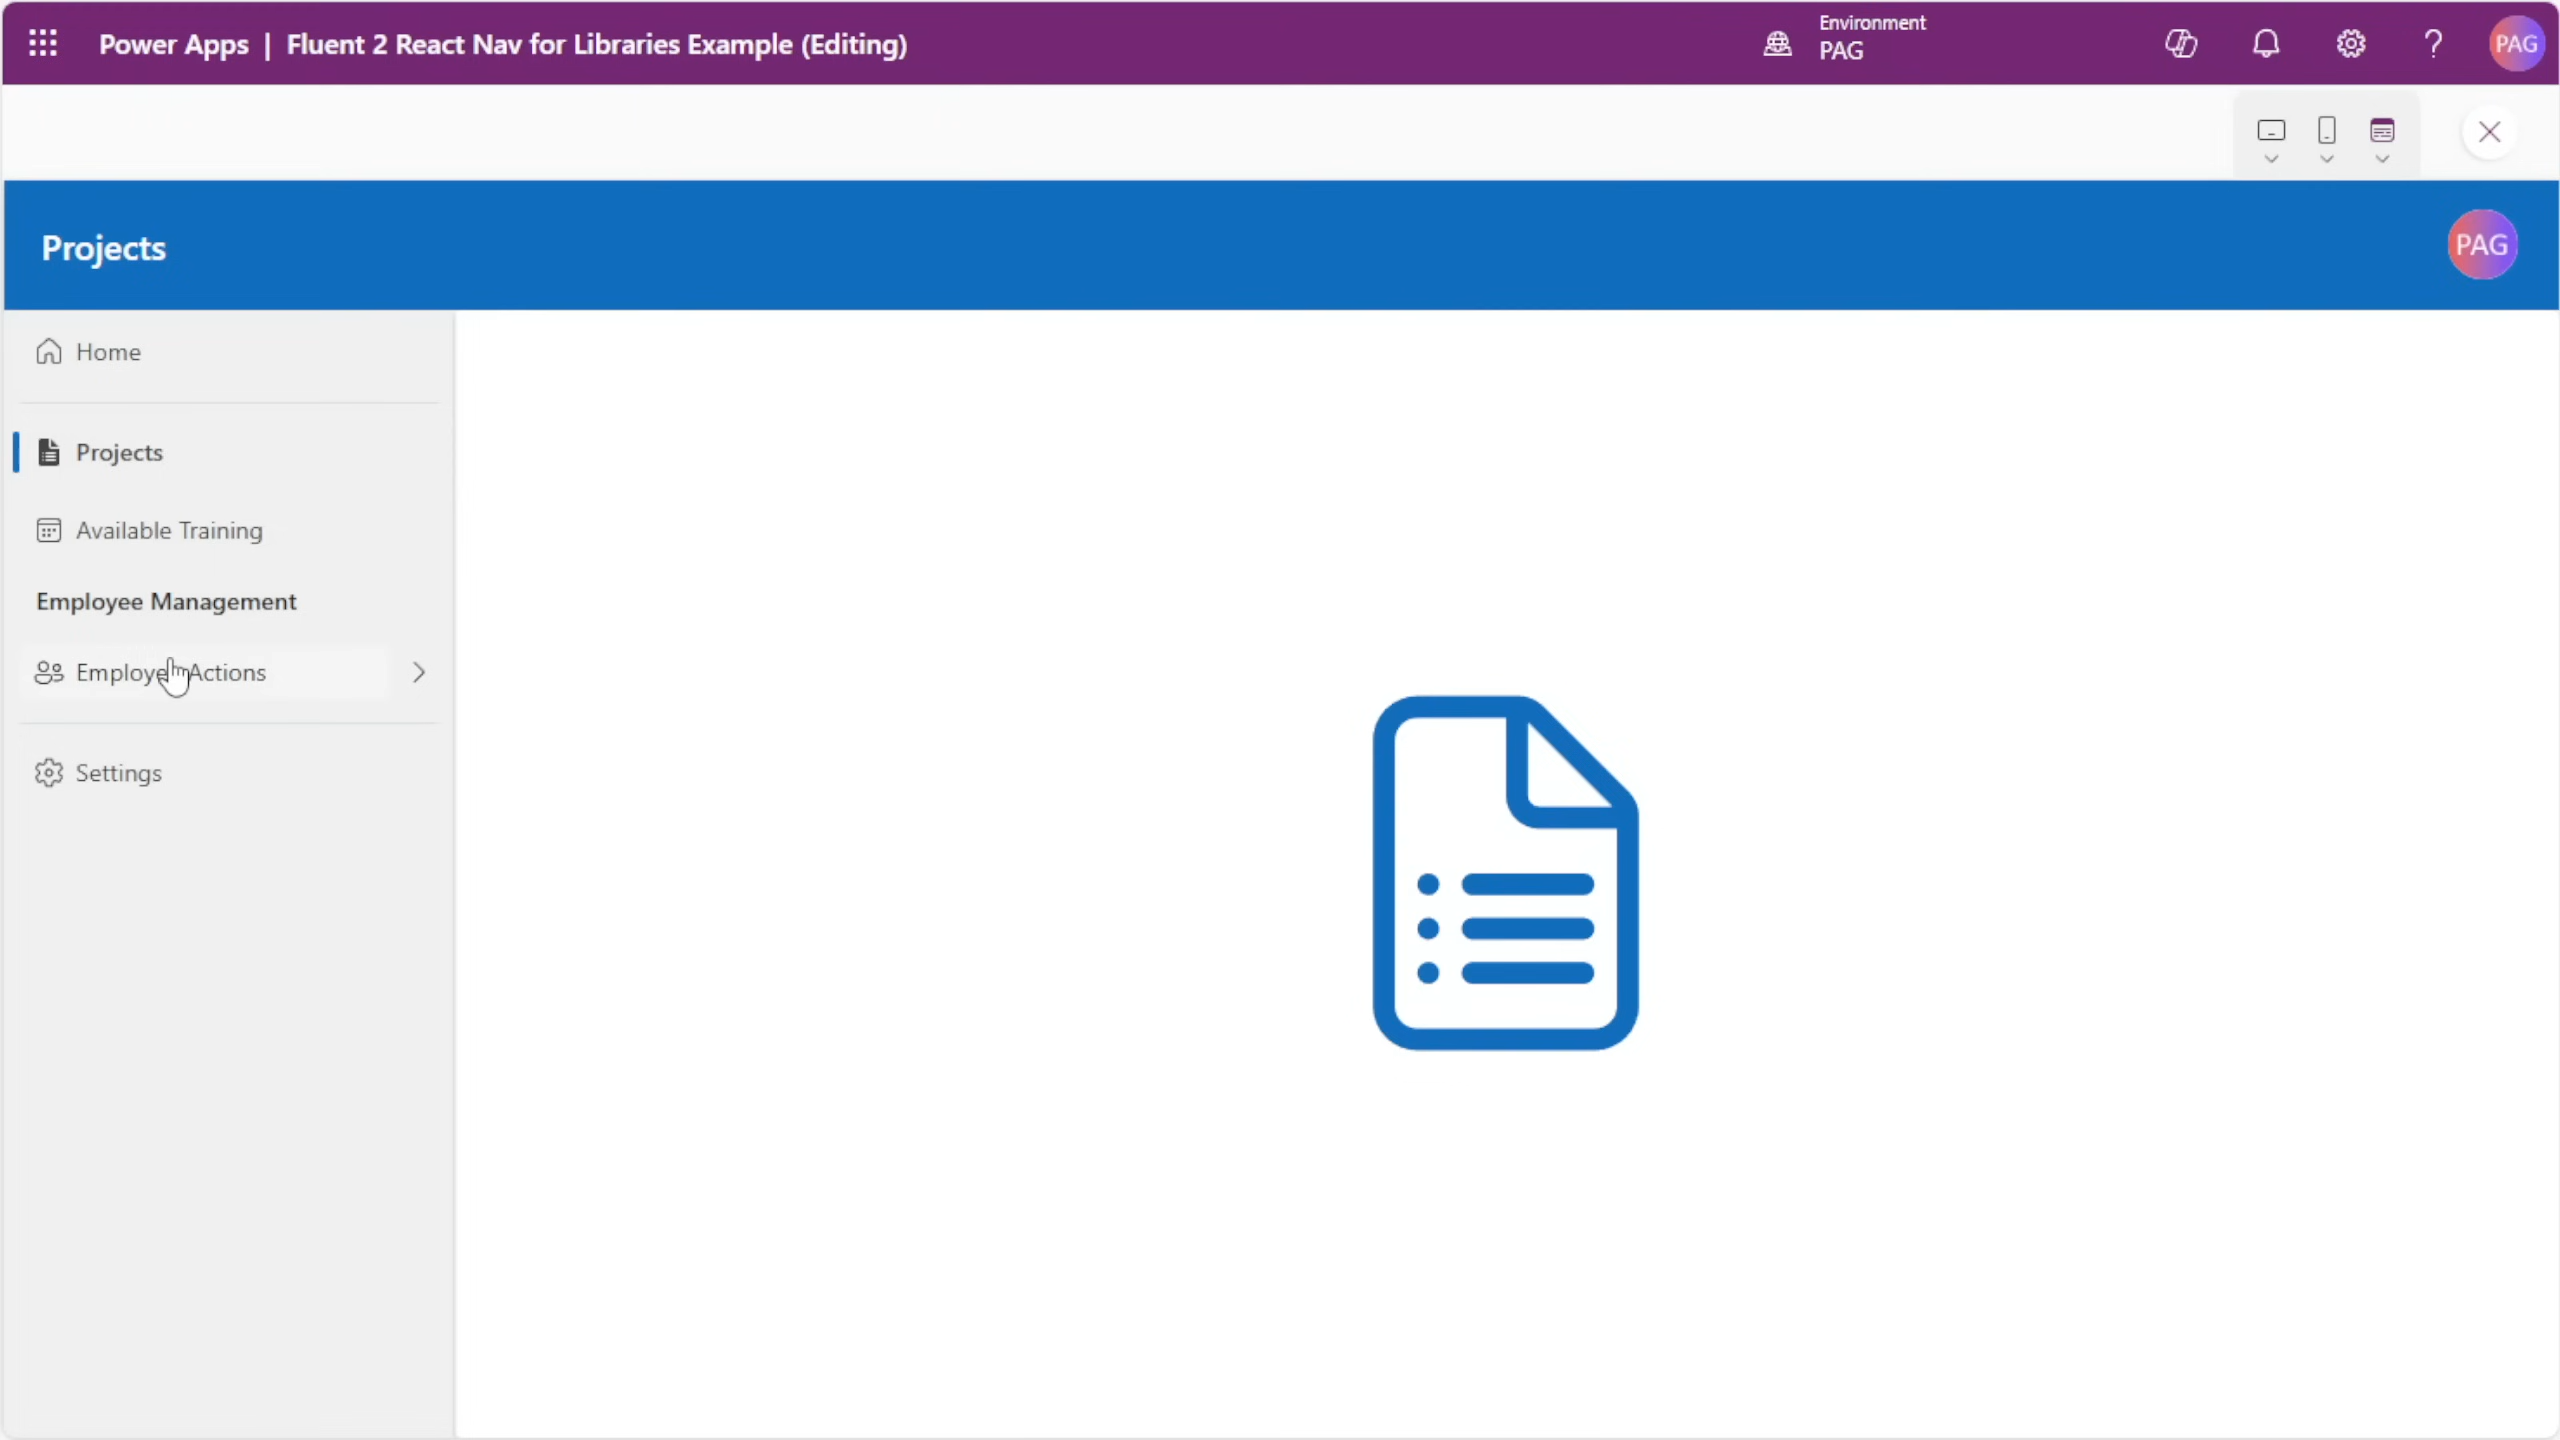 Power Apps | Fluent 2 React Nav for Libraries Example (Editing)
Environment
PAG
PAG
Projects
PAG
Home
Projects
Available Training
Employee Management
Employee Actions
Settings